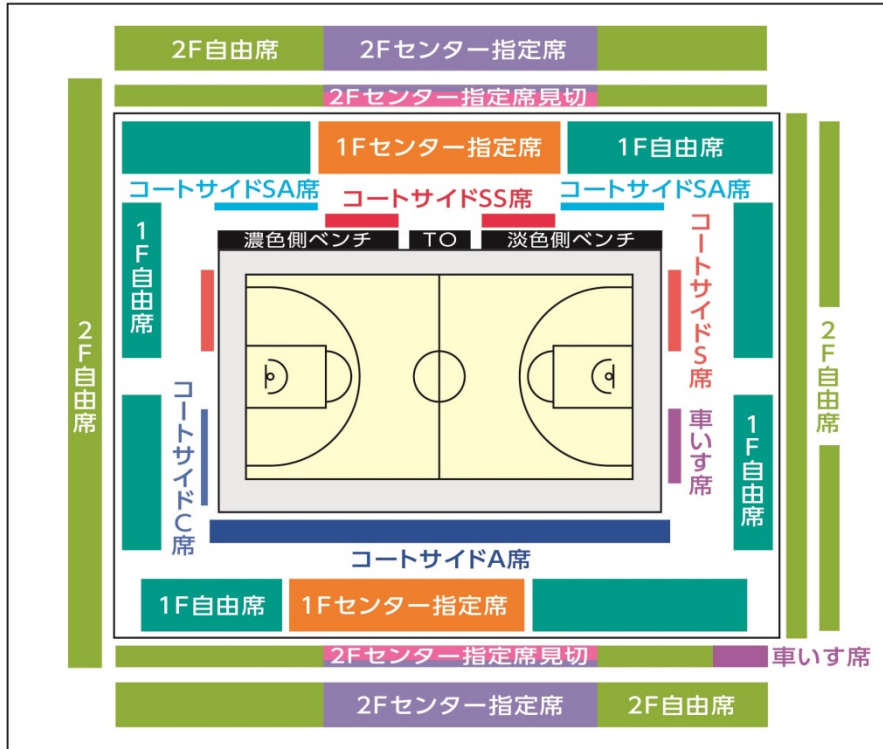 2F自由席
2Fセンター指定席
2Fセンター指定席見切
1Fセンター指定席
1F自由席
コートサイドSA席
コートサイドSS席
コートサイドSA席
濃色側ベンチ
TO
淡色側ベンチ
1F自由席
コートサイドS席
2F自由席
2F自由席
コートサイドC席
車いす席
1F自由席
コートサイドA席
1F自由席
1Fセンター指定席
2Fセンター指定席見切
車いす席
2Fセンター指定席
2F自由席